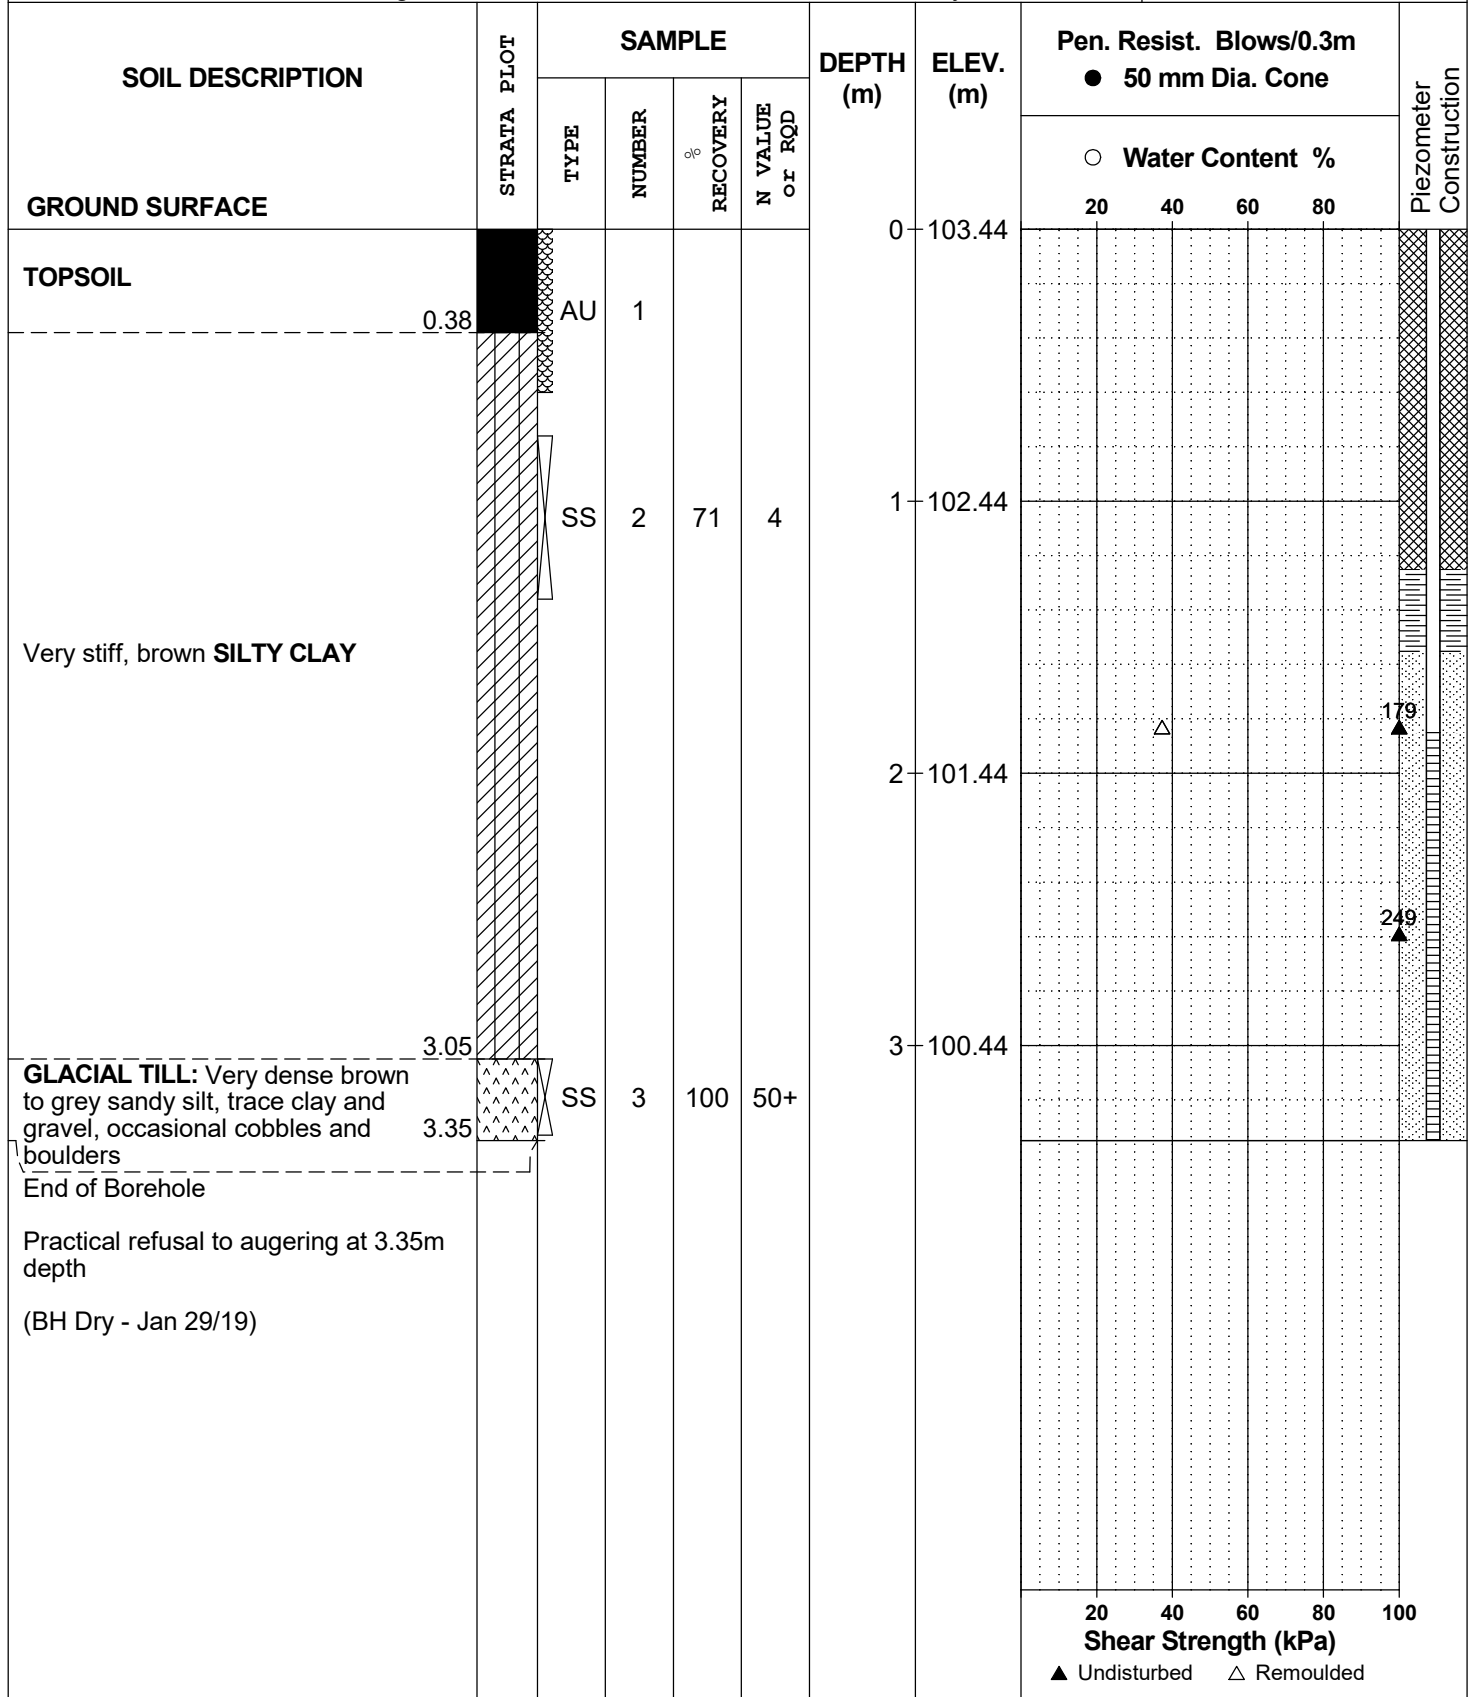 SOIL DESCRIPTION
GROUND SURFACE
STRATA PLOT
SAMPLE
TYPE
NUMBER
%
RECOVERY
N VALUE
or RQD
DEPTH
(m)
ELEV.
(m)
Pen. Resist. Blows/0.3m
● 50 mm Dia. Cone
○ Water Content %
20 40 60 80
Piezometer
Construction
0 103.44
TOPSOIL
0.38
AU 1
1 102.44
SS 2 71 4
Very stiff, brown SILTY CLAY
179
2 101.44
249
3 100.44
3.05
GLACIAL TILL: Very dense brown
to grey sandy silt, trace clay and
gravel, occasional cobbles and
boulders
3.35
SS 3 100 50+
End of Borehole
Practical refusal to augering at 3.35m
depth
(BH Dry - Jan 29/19)
20 40 60 80 100
Shear Strength (kPa)
▲ Undisturbed △ Remoulded